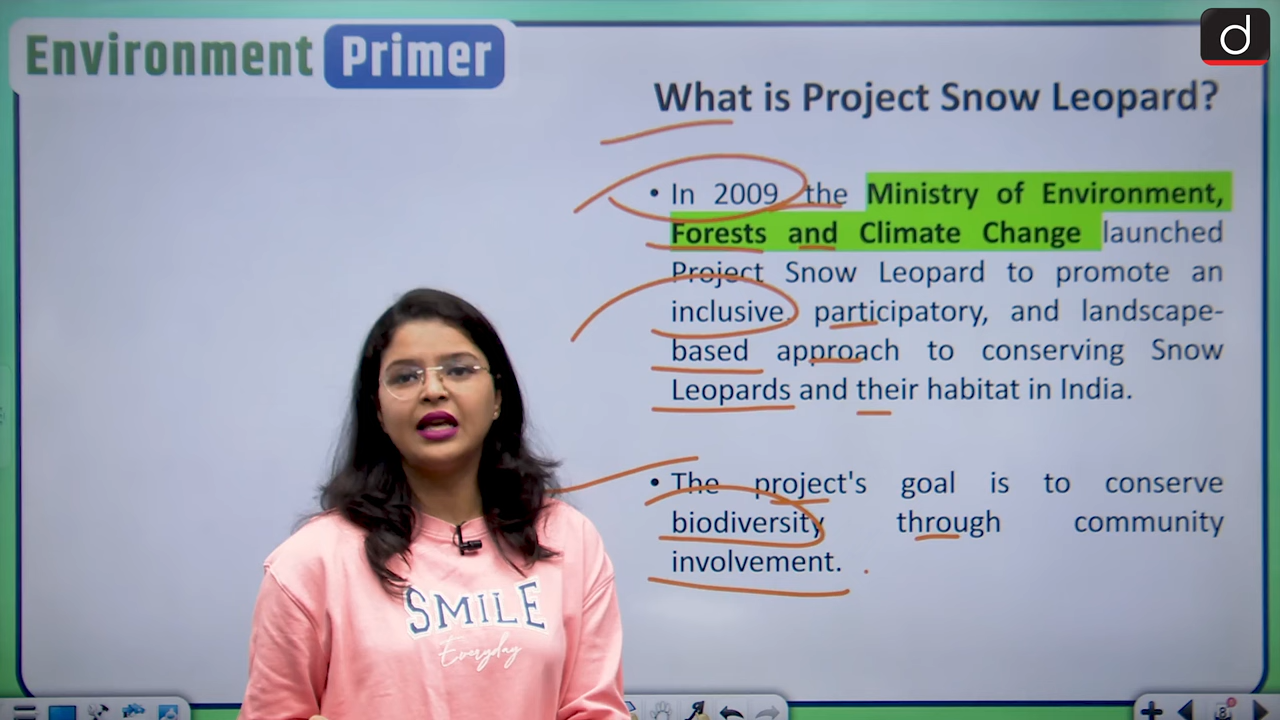 Environment Primer
d
What is Project Snow Leopard?
• In 2009 the Ministry of Environment,
Forests and Climate Change launched
Project Snow Leopard to promote an
inclusive, participatory, and landscape-
based approach to conserving Snow
Leopards and their habitat in India.
• The project's goal is to conserve
biodiversity through community
involvement.
SMILE
Everyday
8